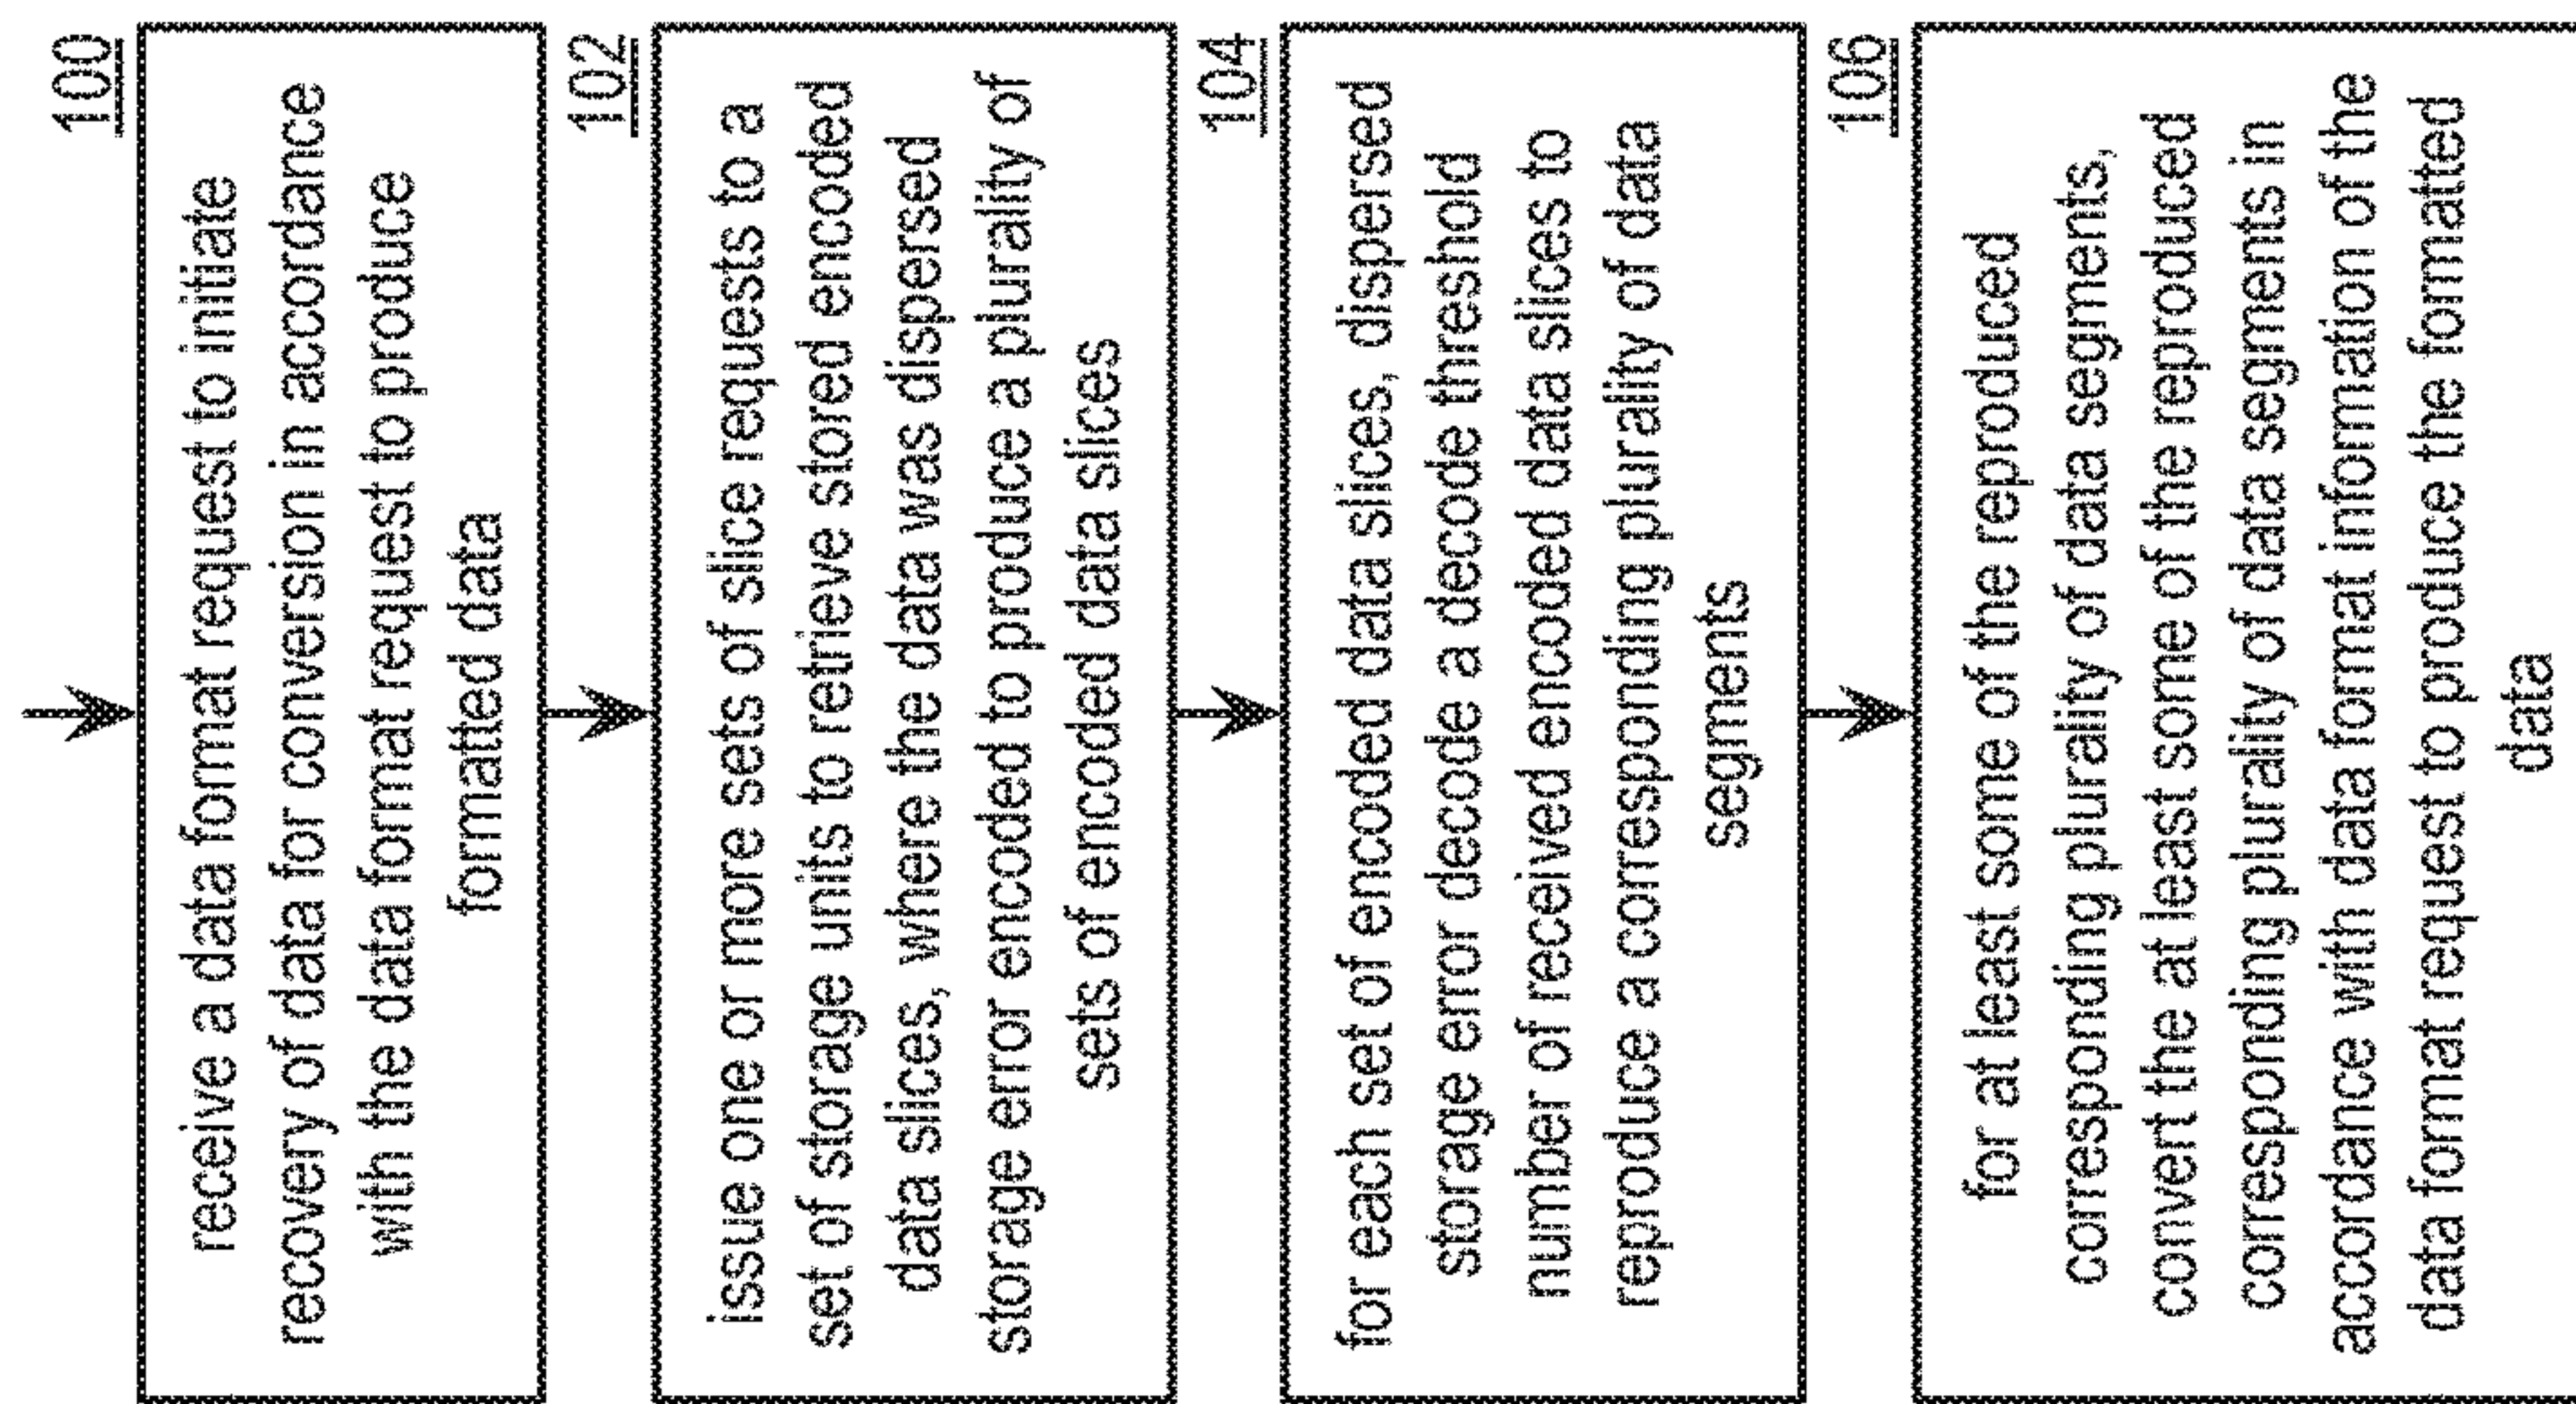 100
receive a data format request to initiate
recovery of data for conversion in accordance
with the data format request to produce
formatted data
102
issue one or more sets of slice requests to a
set of storage units to retrieve stored encoded
data slices, where the data was dispersed
storage error encoded to produce a plurality of
sets of encoded data slices
104
for each set of encoded data slices, dispersed
storage error decode a decode threshold
number of received encoded data slices to
reproduce a corresponding plurality of data
segments
106
for at least some of the reproduced
corresponding plurality of data segments,
convert the at least some of the reproduced
corresponding plurality of data segments in
accordance with data format information of the
data format request to produce the formatted
data